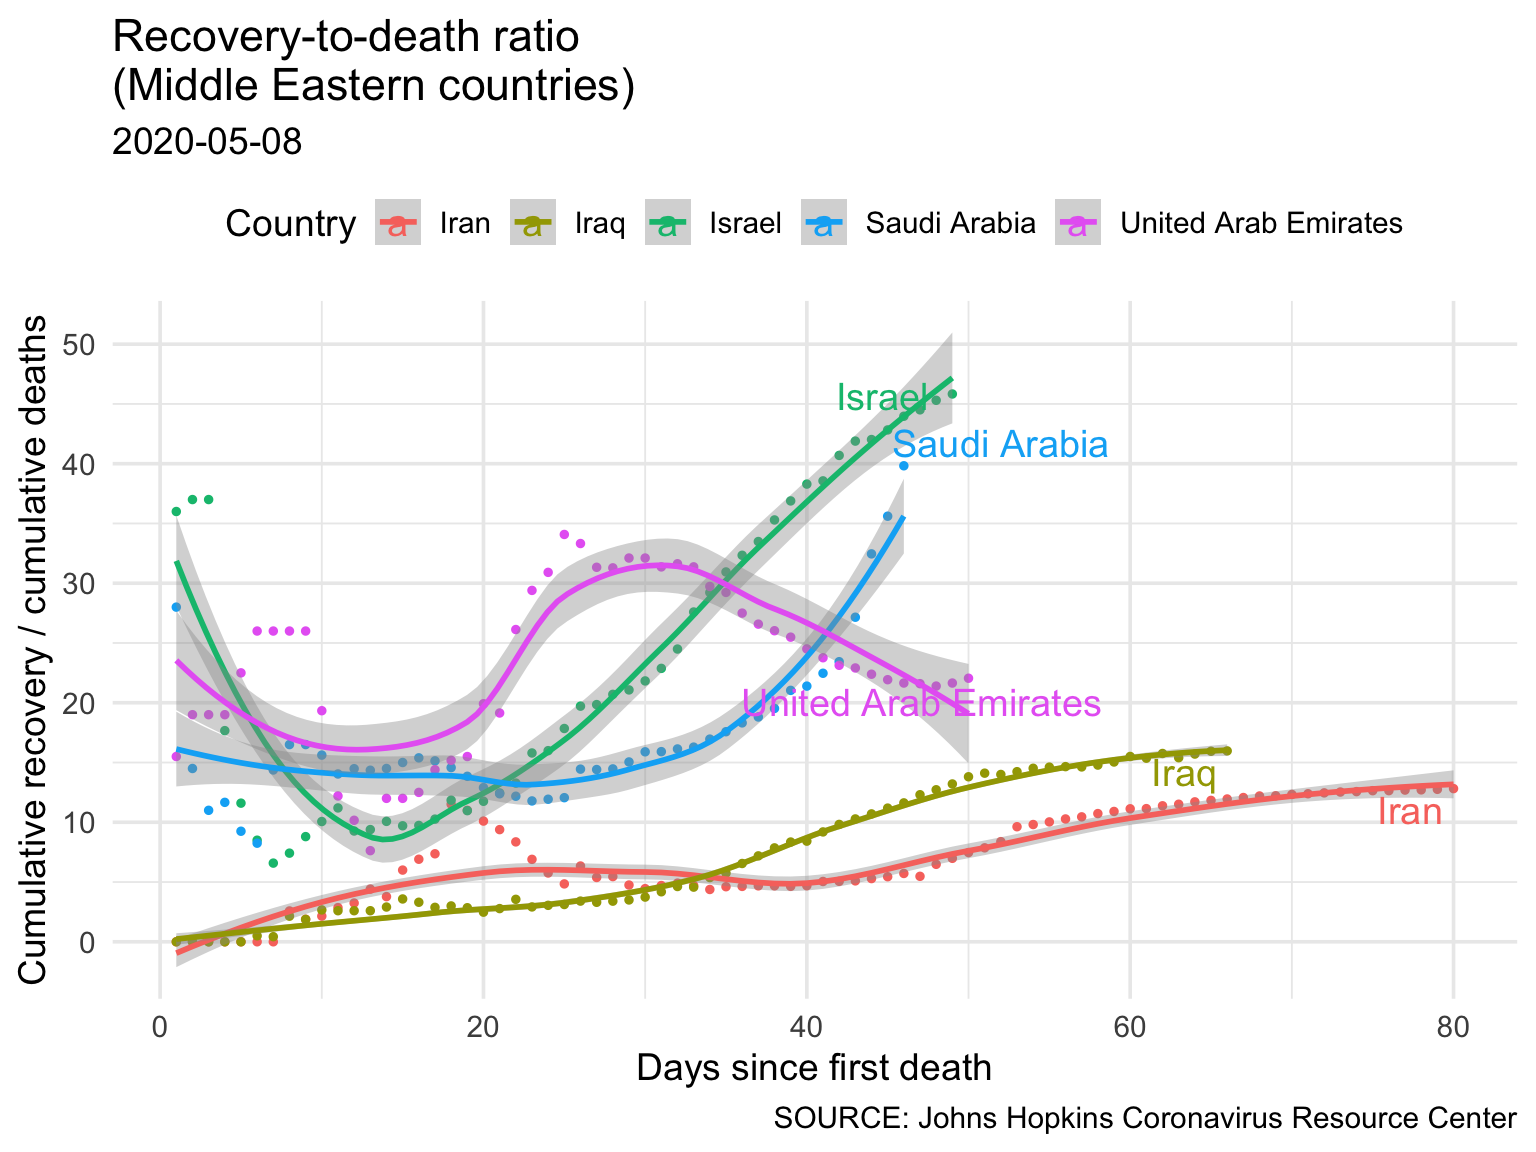 Recovery-to-death ratio
(Middle Eastern countries)
2020-05-08
Country a Iran a Iraq a Israel a Saudi Arabia a United Arab Emirates
Cumulative recovery / cumulative deaths
50
40
30
20
10
0
Israel
Saudi Arabia
United Arab Emirates
Iraq
Iran
0 20 40 60 80
Days since first death
SOURCE: Johns Hopkins Coronavirus Resource Center